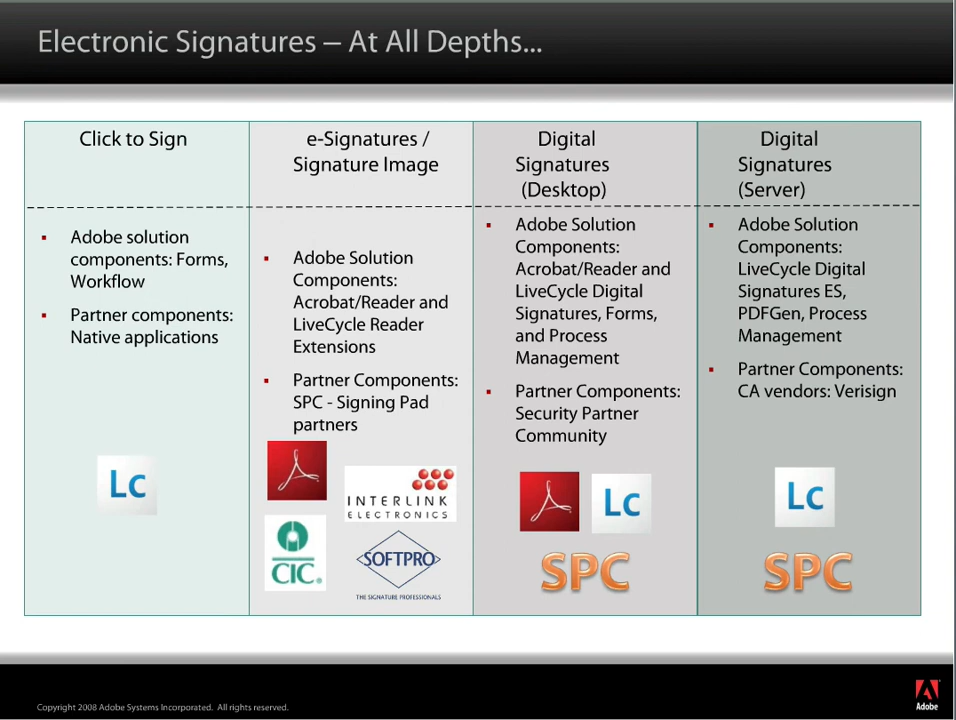 Electronic Signatures – At All Depths...
Click to Sign
▪ Adobe solution
components: Forms,
Workflow
▪ Partner components:
Native applications
Lc
e-Signatures /
Signature Image
▪ Adobe Solution
Components:
Acrobat/Reader and
LiveCycle Reader
Extensions
▪ Partner Components:
SPC - Signing Pad
partners
INTERLINK
ELECTRONICS
CIC
SOFTPRO
THE SIGNATURE PROFESSIONALS
Digital
Signatures
(Desktop)
▪ Adobe Solution
Components:
Acrobat/Reader and
LiveCycle Digital
Signatures, Forms,
and Process
Management
▪ Partner Components:
Security Partner
Community
Lc
SPC
Digital
Signatures
(Server)
▪ Adobe Solution
Components:
LiveCycle Digital
Signatures ES,
PDFGen, Process
Management
▪ Partner Components:
CA vendors: Verisign
Lc
SPC
Copyright 2008 Adobe Systems Incorporated. All rights reserved.
Adobe